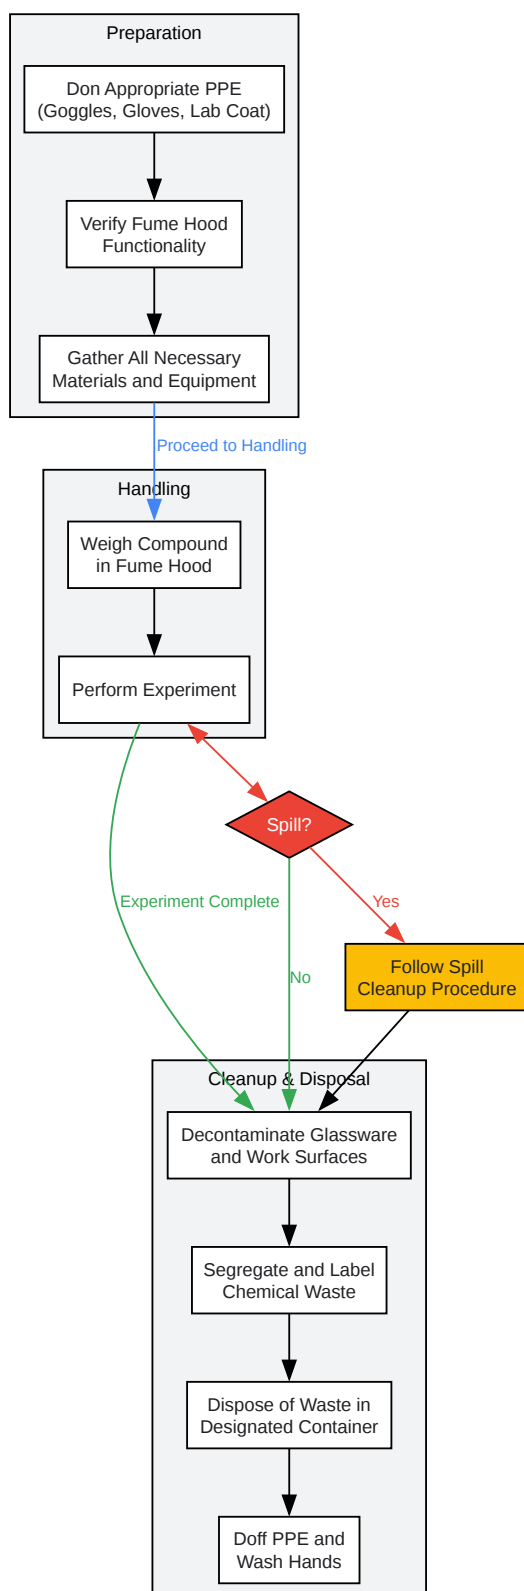 Preparation
Don Appropriate PPE
(Goggles, Gloves, Lab Coat)
Verify Fume Hood
Functionality
Gather All Necessary
Materials and Equipment
Proceed to Handling
Handling
Weigh Compound
in Fume Hood
Perform Experiment
Spill?
Experiment Complete
Yes
No
Follow Spill
Cleanup Procedure
Cleanup & Disposal
Decontaminate Glassware
and Work Surfaces
Segregate and Label
Chemical Waste
Dispose of Waste in
Designated Container
Doff PPE and
Wash Hands